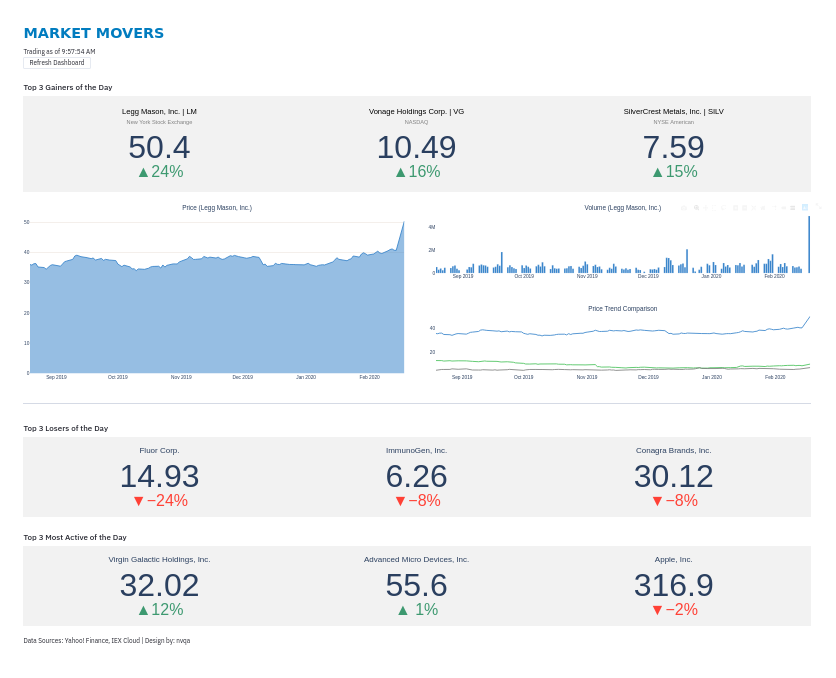 MARKET MOVERS
Trading as of 9:57:54 AM
Refresh Dashboard
Top 3 Gainers of the Day
Legg Mason, Inc. | LM
New York Stock Exchange
50.4
▲24%
Vonage Holdings Corp. | VG
NASDAQ
10.49
▲16%
SilverCrest Metals, Inc. | SILV
NYSE American
7.59
▲15%
Price (Legg Mason, Inc.)
50
40
30
20
10
0
Sep 2019 Oct 2019 Nov 2019 Dec 2019 Jan 2020 Feb 2020
Volume (Legg Mason, Inc.)
4M
2M
0
Sep 2019 Oct 2019 Nov 2019 Dec 2019 Jan 2020 Feb 2020
Price Trend Comparison
40
20
Sep 2019 Oct 2019 Nov 2019 Dec 2019 Jan 2020 Feb 2020
Top 3 Losers of the Day
Fluor Corp.
14.93
▼−24%
ImmunoGen, Inc.
6.26
▼−8%
Conagra Brands, Inc.
30.12
▼−8%
Top 3 Most Active of the Day
Virgin Galactic Holdings, Inc.
32.02
▲12%
Advanced Micro Devices, Inc.
55.6
▲ 1%
Apple, Inc.
316.9
▼−2%
Data Sources: Yahoo! Finance, IEX Cloud | Design by: nvqa